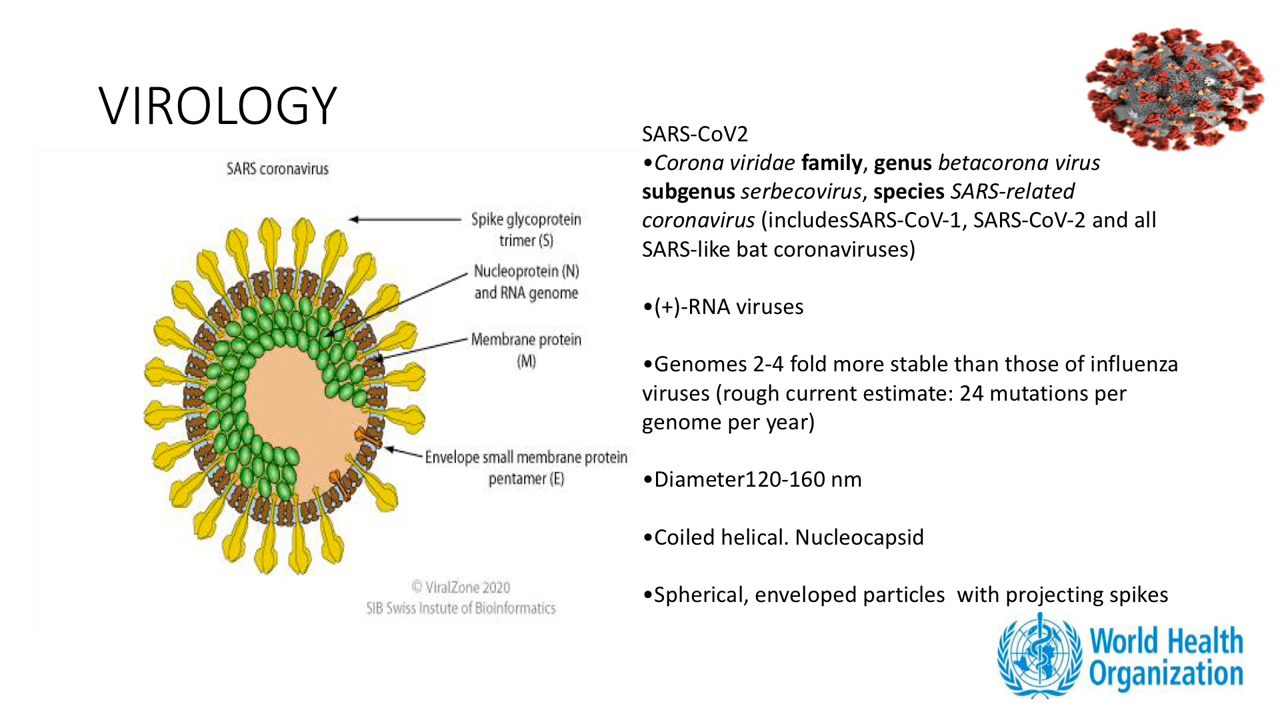 VIROLOGY
SARS coronavirus
Spike glycoprotein
trimer (S)
Nucleoprotein (N)
and RNA genome
Membrane protein
(M)
Envelope small membrane protein
pentamer (E)
© ViralZone 2020
SIB Swiss Instute of Bioinformatics
SARS-CoV2
•Corona viridae family, genus betacorona virus
subgenus serbecovirus, species SARS-related
coronavirus (includesSARS-CoV-1, SARS-CoV-2 and all
SARS-like bat coronaviruses)
•(+)-RNA viruses
•Genomes 2-4 fold more stable than those of influenza
viruses (rough current estimate: 24 mutations per
genome per year)
•Diameter120-160 nm
•Coiled helical. Nucleocapsid
•Spherical, enveloped particles  with projecting spikes
World Health
Organization